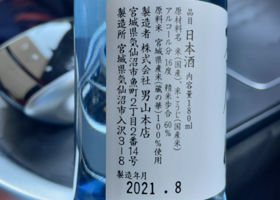 品目 日本酒 内容量180ml
原材料名 米(国産)、米こうじ(国産米)
アルコール分 16度 精米歩合 60%
原料米 宮城県産米「蔵の華」100%使用
製造者 株式会社 男山本店
宮城県気仙沼市魚町2丁目2番14号
製造所 宮城県気仙沼市入沢3-8
製造年月
2021.8